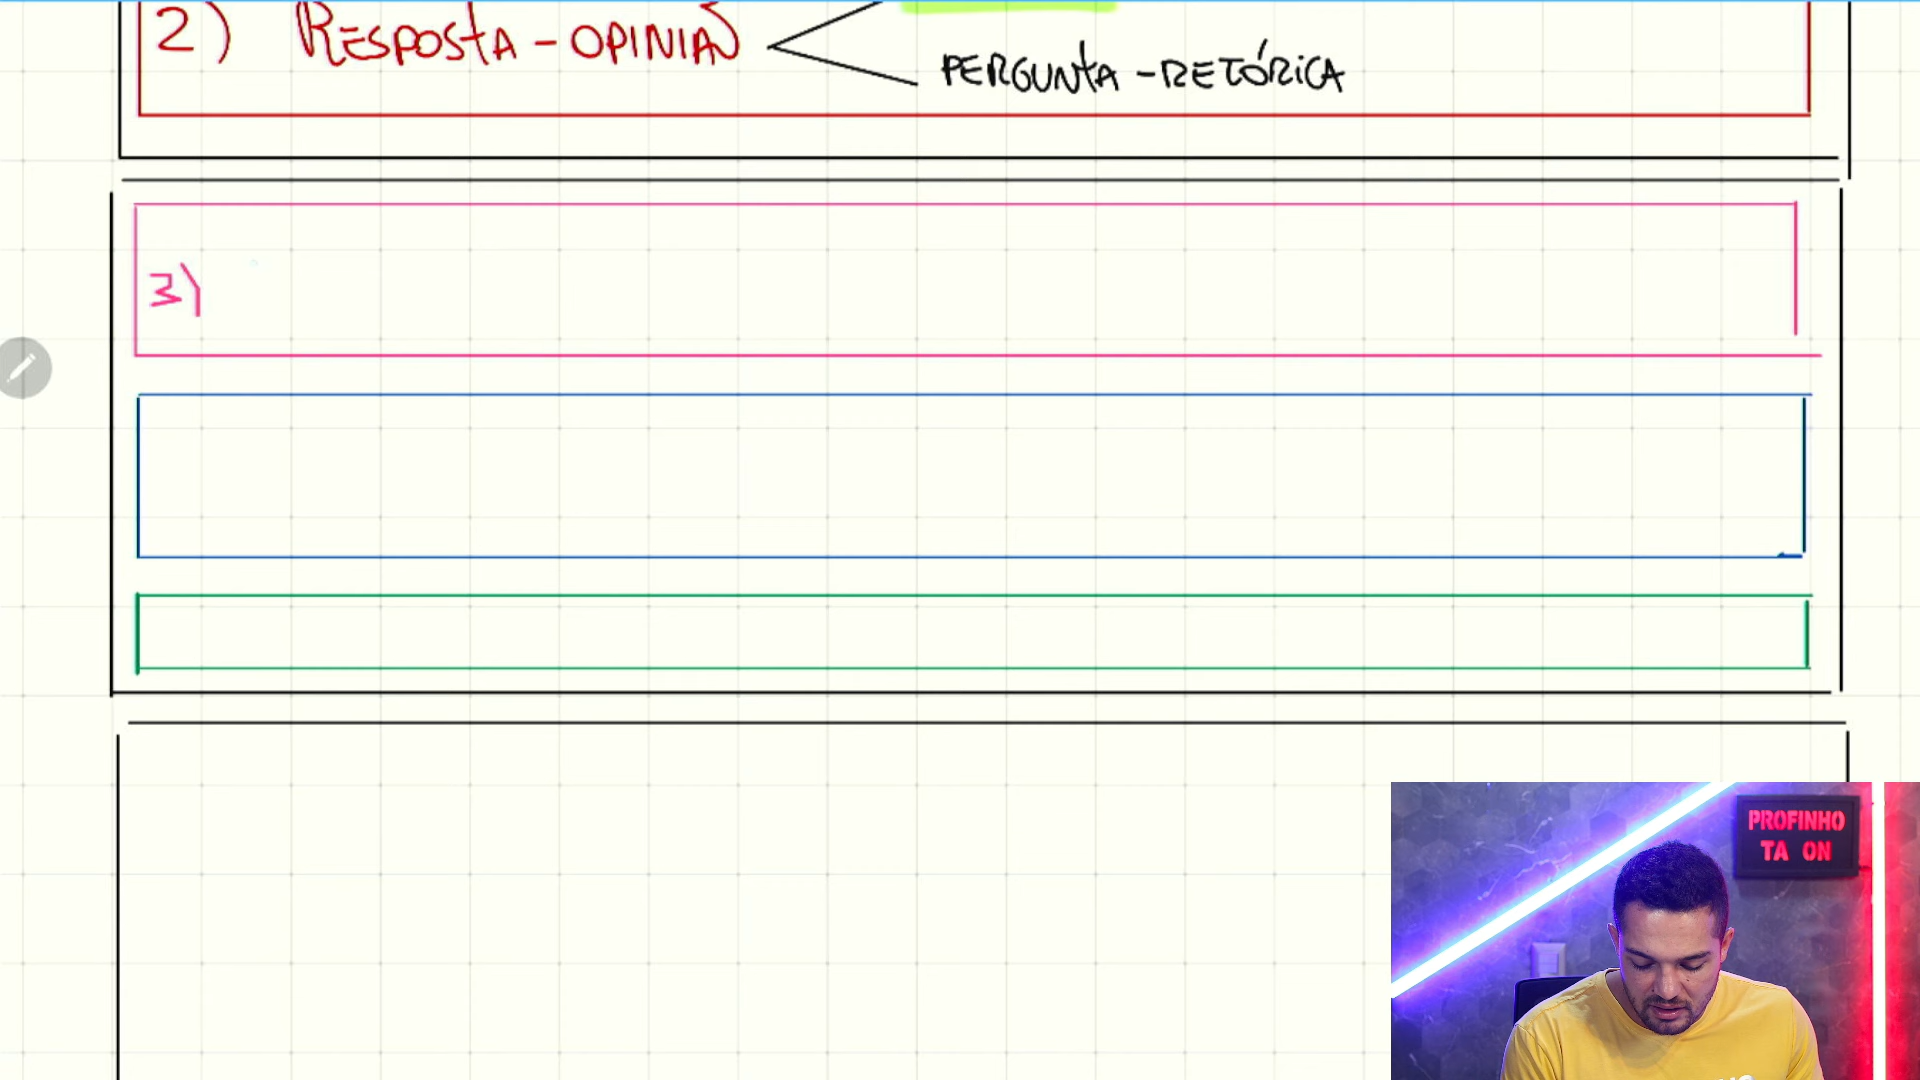 2) RESPOSTA - OPINIÃO
PERGUNTA - RETÓRICA
3)
PROFINHO
TA ON